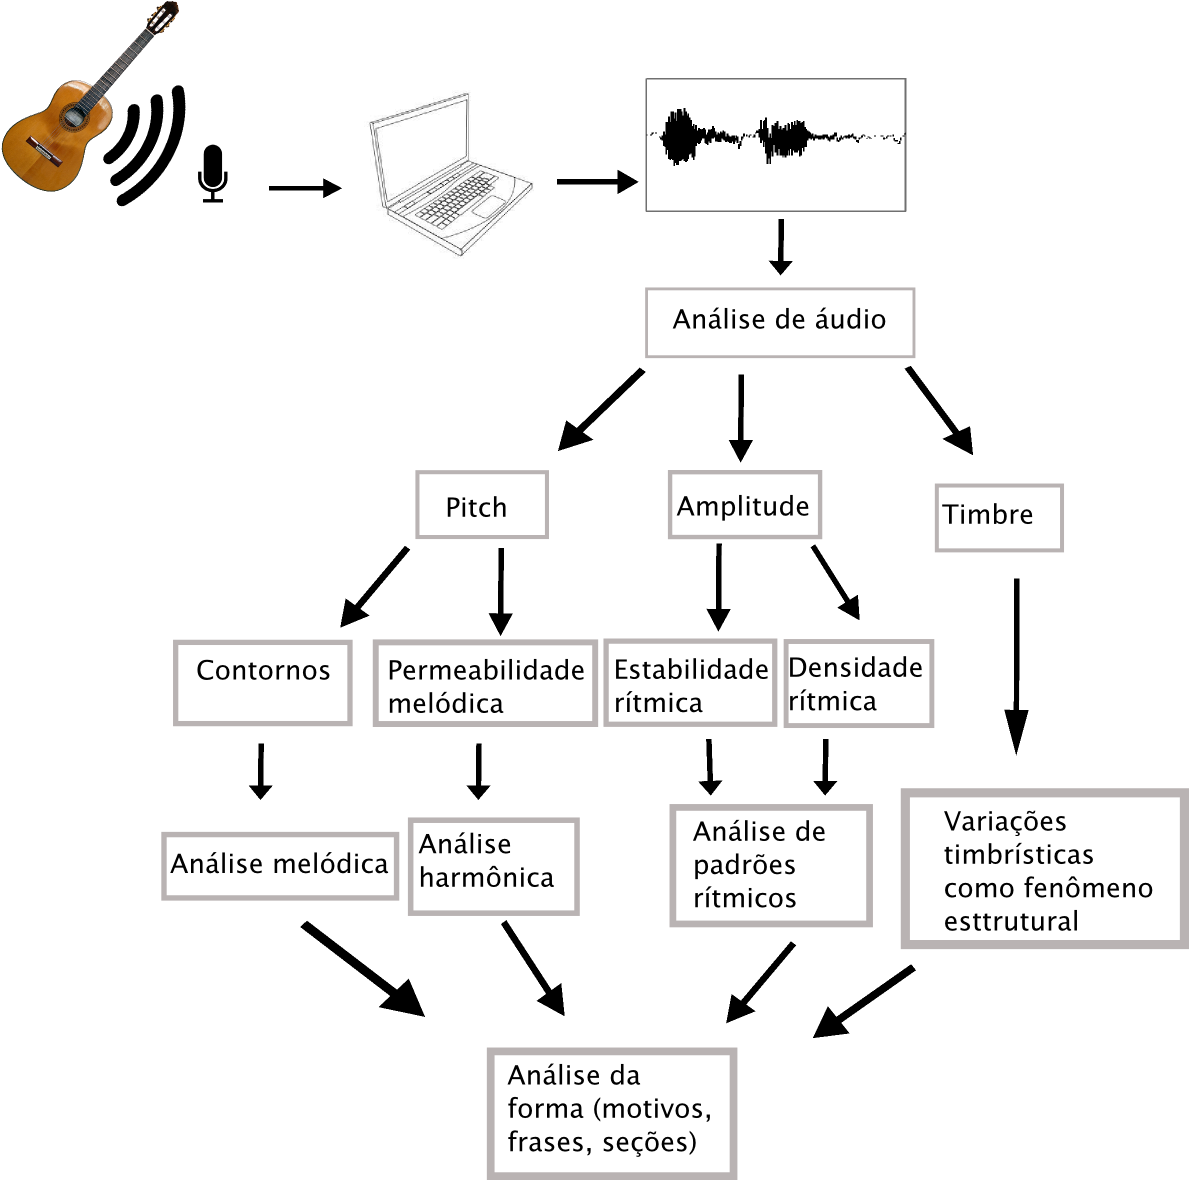 Análise de áudio
Pitch
Amplitude
Timbre
Contornos
Permeabilidade
melódica
Estabilidade
rítmica
Densidade
rítmica
Análise melódica
Análise
harmônica
Análise de
padrões
rítmicos
Variações
timbrísticas
como fenômeno
esttrutural
Análise da
forma (motivos,
frases, seções)